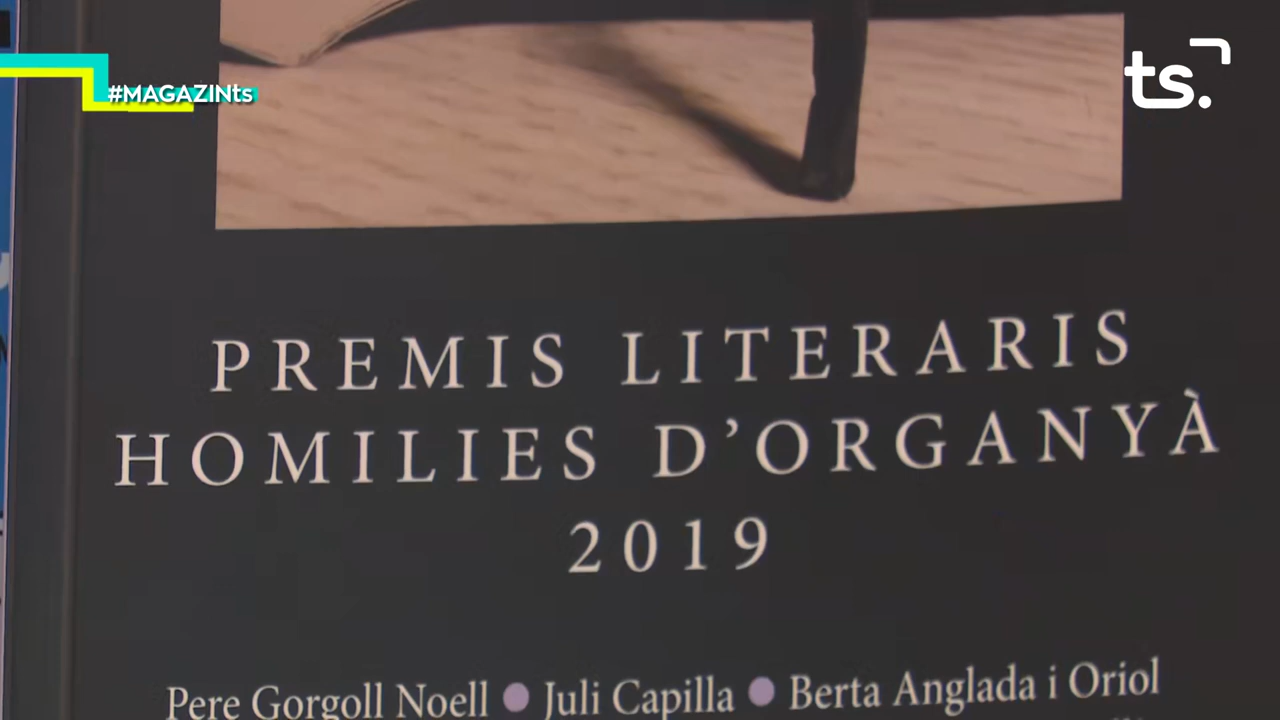 #MAGAZINts
ts.
PREMIS LITERARIS
HOMILIES D'ORGANYÀ
2019
Pere Gorgoll Noell ● Juli Capilla ● Berta Anglada i Oriol